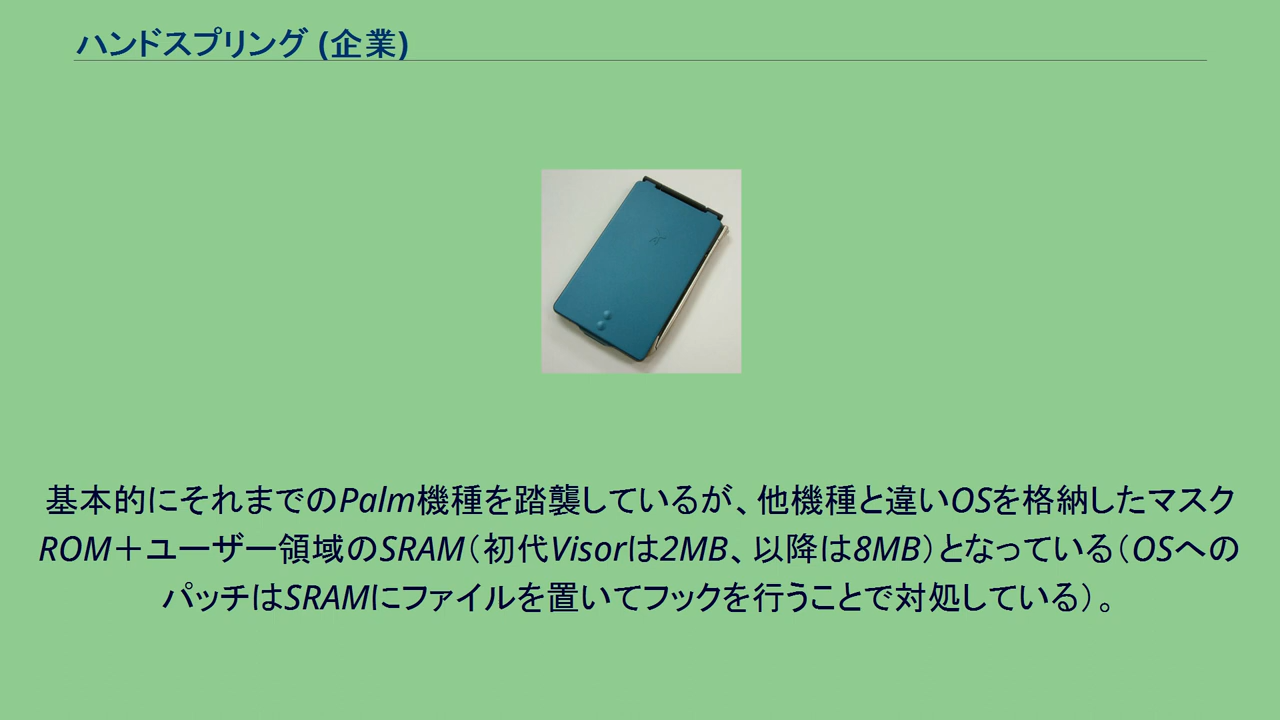 ハンドスプリング (企業)
基本的にそれまでのPalm機種を踏襲しているが、他機種と違いOSを格納したマスク
ROM＋ユーザー領域のSRAM（初代Visorは2MB、以降は8MB）となっている（OSへの
パッチはSRAMにファイルを置いてフックを行うことで対処している）。